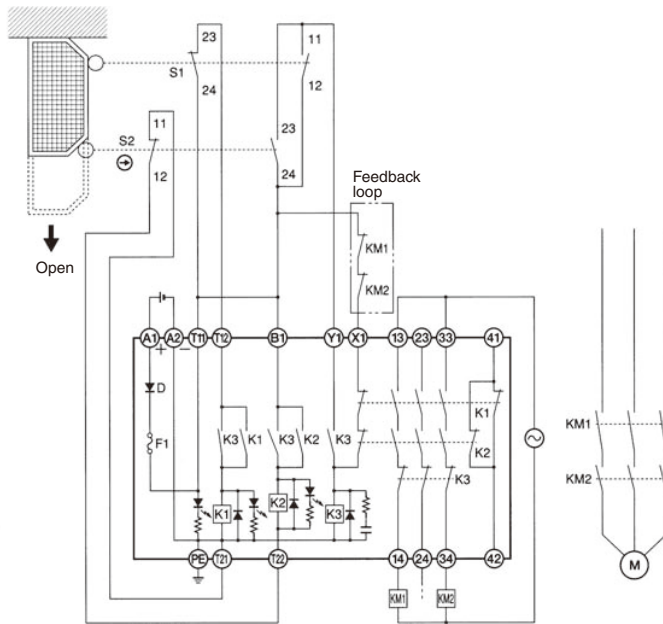 23
11
S1
24
12
11
S2
23
12
24
Feedback
loop
KM1
KM2
Open
A1
A2
T11
T12
B1
Y1
X1
13
23
33
41
+
−
D
F1
K3
K1
K3
K2
K3
K1
K2
K3
K1
K2
K3
KM1
KM2
M
PE
T21
T22
14
24
34
42
KM1
KM2